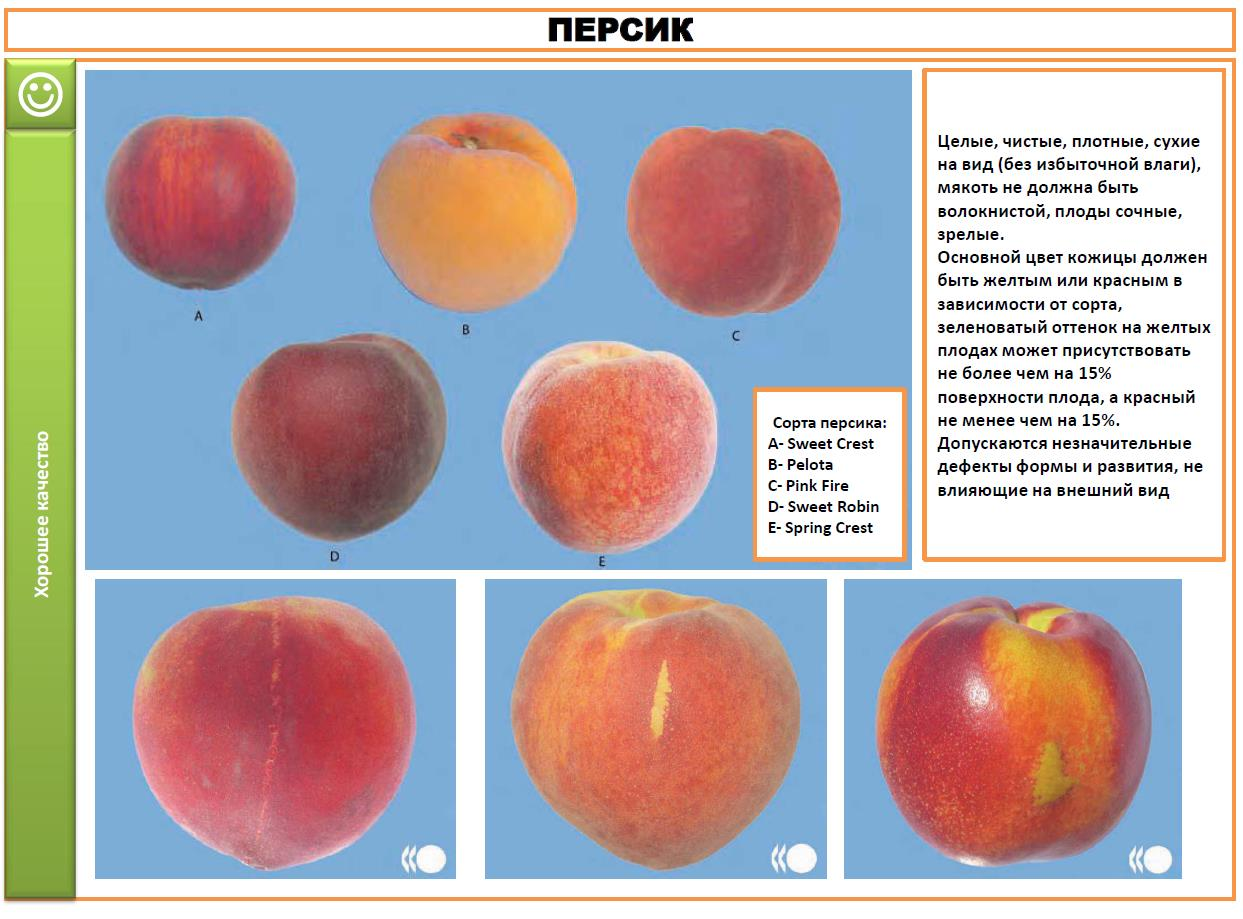 ПЕРСИК
Хорошее качество
A
B
C
D
E
Сорта персика:
A- Sweet Crest
B- Pelota
C- Pink Fire
D- Sweet Robin
E- Spring Crest
Целые, чистые, плотные, сухие
на вид (без избыточной влаги),
мякоть не должна быть
волокнистой, плоды сочные,
зрелые.
Основной цвет кожицы должен
быть желтым или красным в
зависимости от сорта,
зеленоватый оттенок на желтых
плодах может присутствовать
не более чем на 15%
поверхности плода, а красный
не менее чем на 15%.
Допускаются незначительные
дефекты формы и развития, не
влияющие на внешний вид